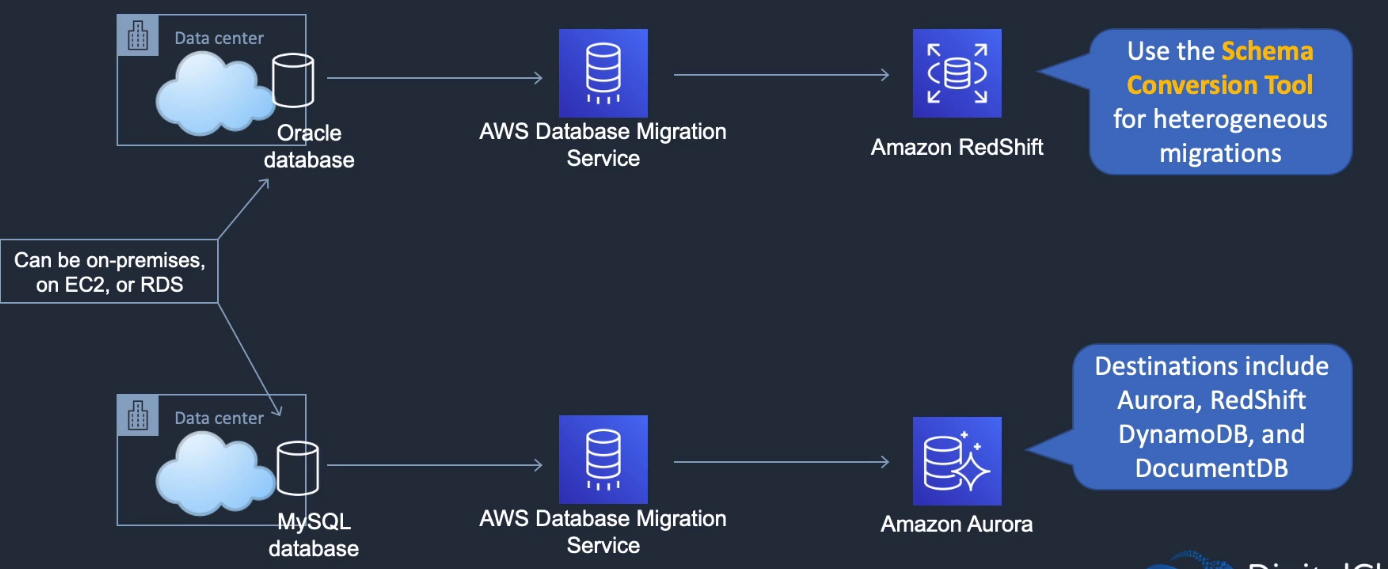 Data center
Oracle
database
AWS Database Migration
Service
Amazon RedShift
Use the Schema
Conversion Tool
for heterogeneous
migrations
Can be on-premises,
on EC2, or RDS
Data center
MySQL
database
AWS Database Migration
Service
Amazon Aurora
Destinations include
Aurora, RedShift
DynamoDB, and
DocumentDB